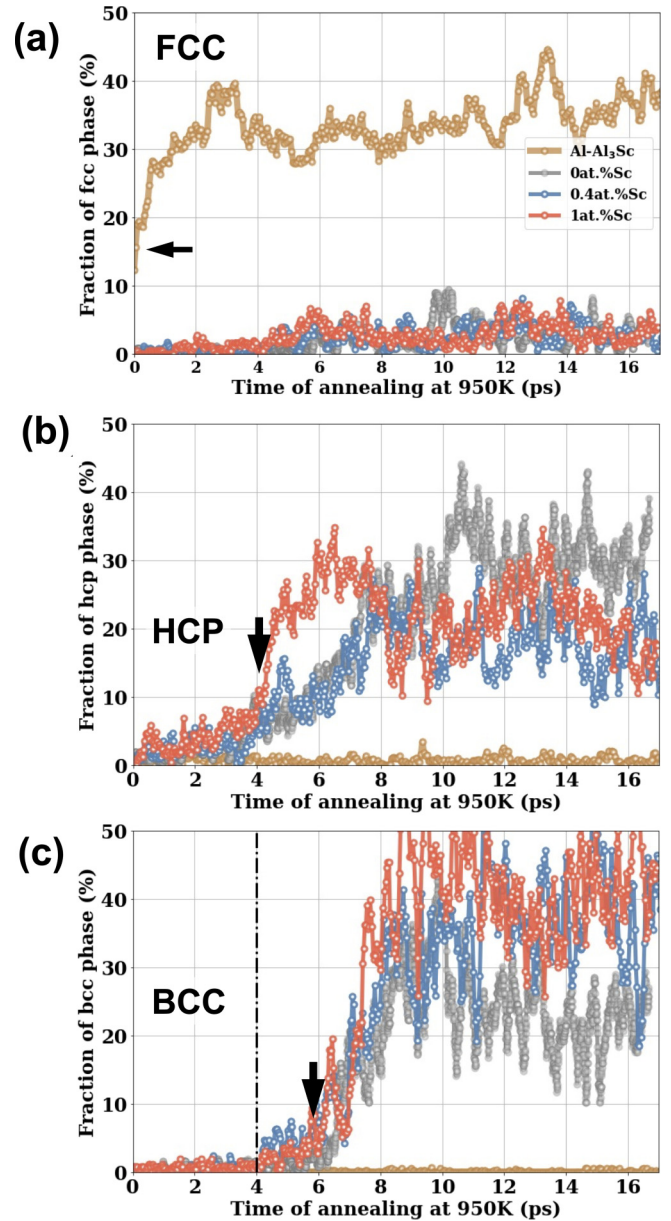 (a)
FCC
Fraction of fcc phase (%)
50
40
30
20
10
0
Al-Al₃Sc
0at.%Sc
0.4at.%Sc
1at.%Sc
0 2 4 6 8 10 12 14 16
Time of annealing at 950K (ps)
(b)
HCP
Fraction of hcp phase (%)
50
40
30
20
10
0
0 2 4 6 8 10 12 14 16
Time of annealing at 950K (ps)
(c)
BCC
Fraction of bcc phase (%)
50
40
30
20
10
0
0 2 4 6 8 10 12 14 16
Time of annealing at 950K (ps)